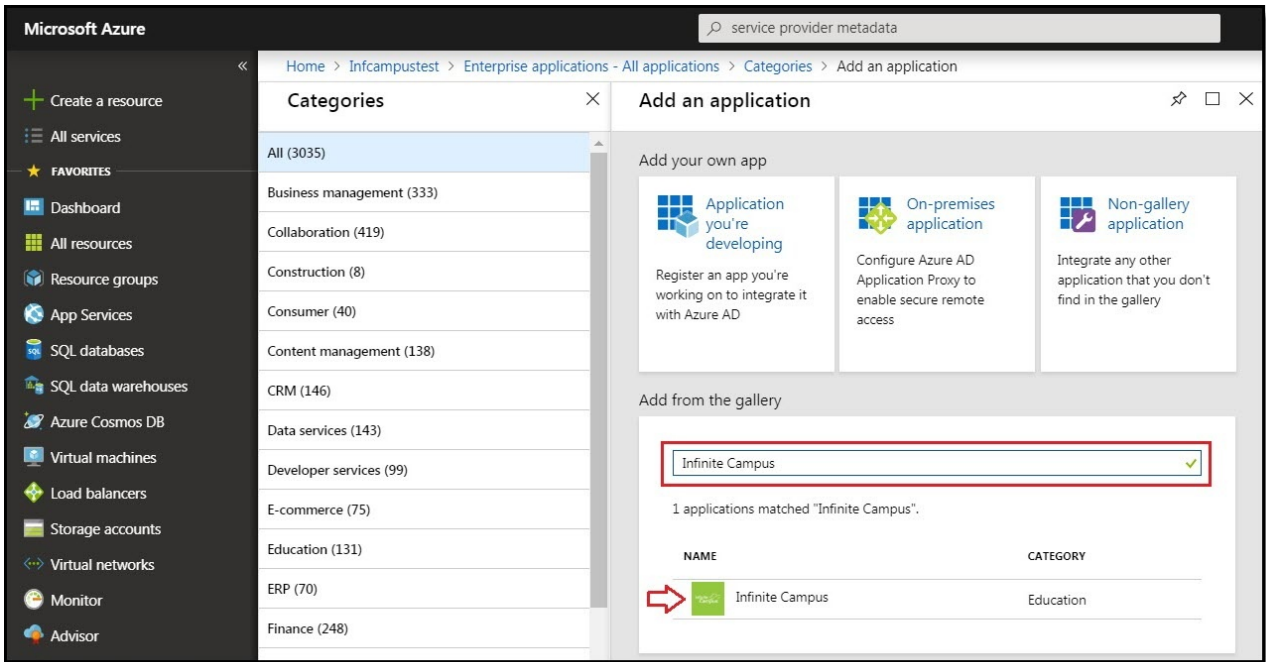 Microsoft Azure
service provider metadata
«
Home > Infcampustest > Enterprise applications - All applications > Categories > Add an application
Create a resource
All services
FAVORITES
Dashboard
All resources
Resource groups
App Services
SQL databases
SQL data warehouses
Azure Cosmos DB
Virtual machines
Load balancers
Storage accounts
Virtual networks
Monitor
Advisor
Categories
All (3035)
Business management (333)
Collaboration (419)
Construction (8)
Consumer (40)
Content management (138)
CRM (146)
Data services (143)
Developer services (99)
E-commerce (75)
Education (131)
ERP (70)
Finance (248)
Add an application
Add your own app
Application
you're
developing
Register an app you're
working on to integrate it
with Azure AD
On-premises
application
Configure Azure AD
Application Proxy to
enable secure remote
access
Non-gallery
application
Integrate any other
application that you don't
find in the gallery
Add from the gallery
Infinite Campus
1 applications matched "Infinite Campus".
NAME CATEGORY
Infinite Campus Education